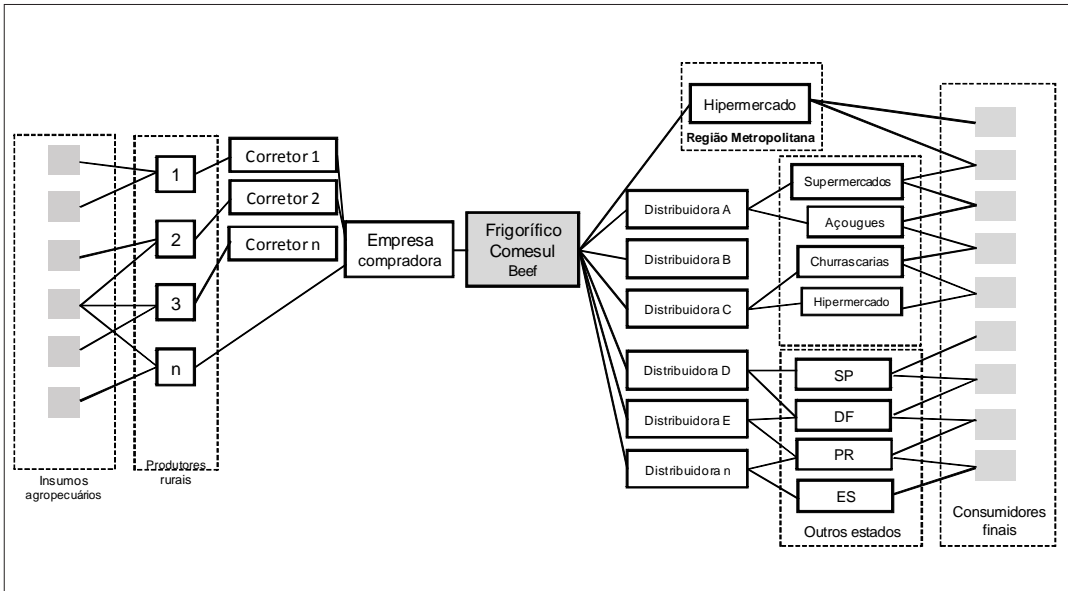 Insumos
agropecuários
1
2
3
n
Produtores
rurais
Corretor 1
Corretor 2
Corretor n
Empresa
compradora
Frigorífico
Comesul
Beef
Hipermercado
Região Metropolitana
Distribuidora A
Distribuidora B
Distribuidora C
Distribuidora D
Distribuidora E
Distribuidora n
Supermercados
Açougues
Churrascarias
Hipermercado
SP
DF
PR
ES
Outros estados
Consumidores
finais